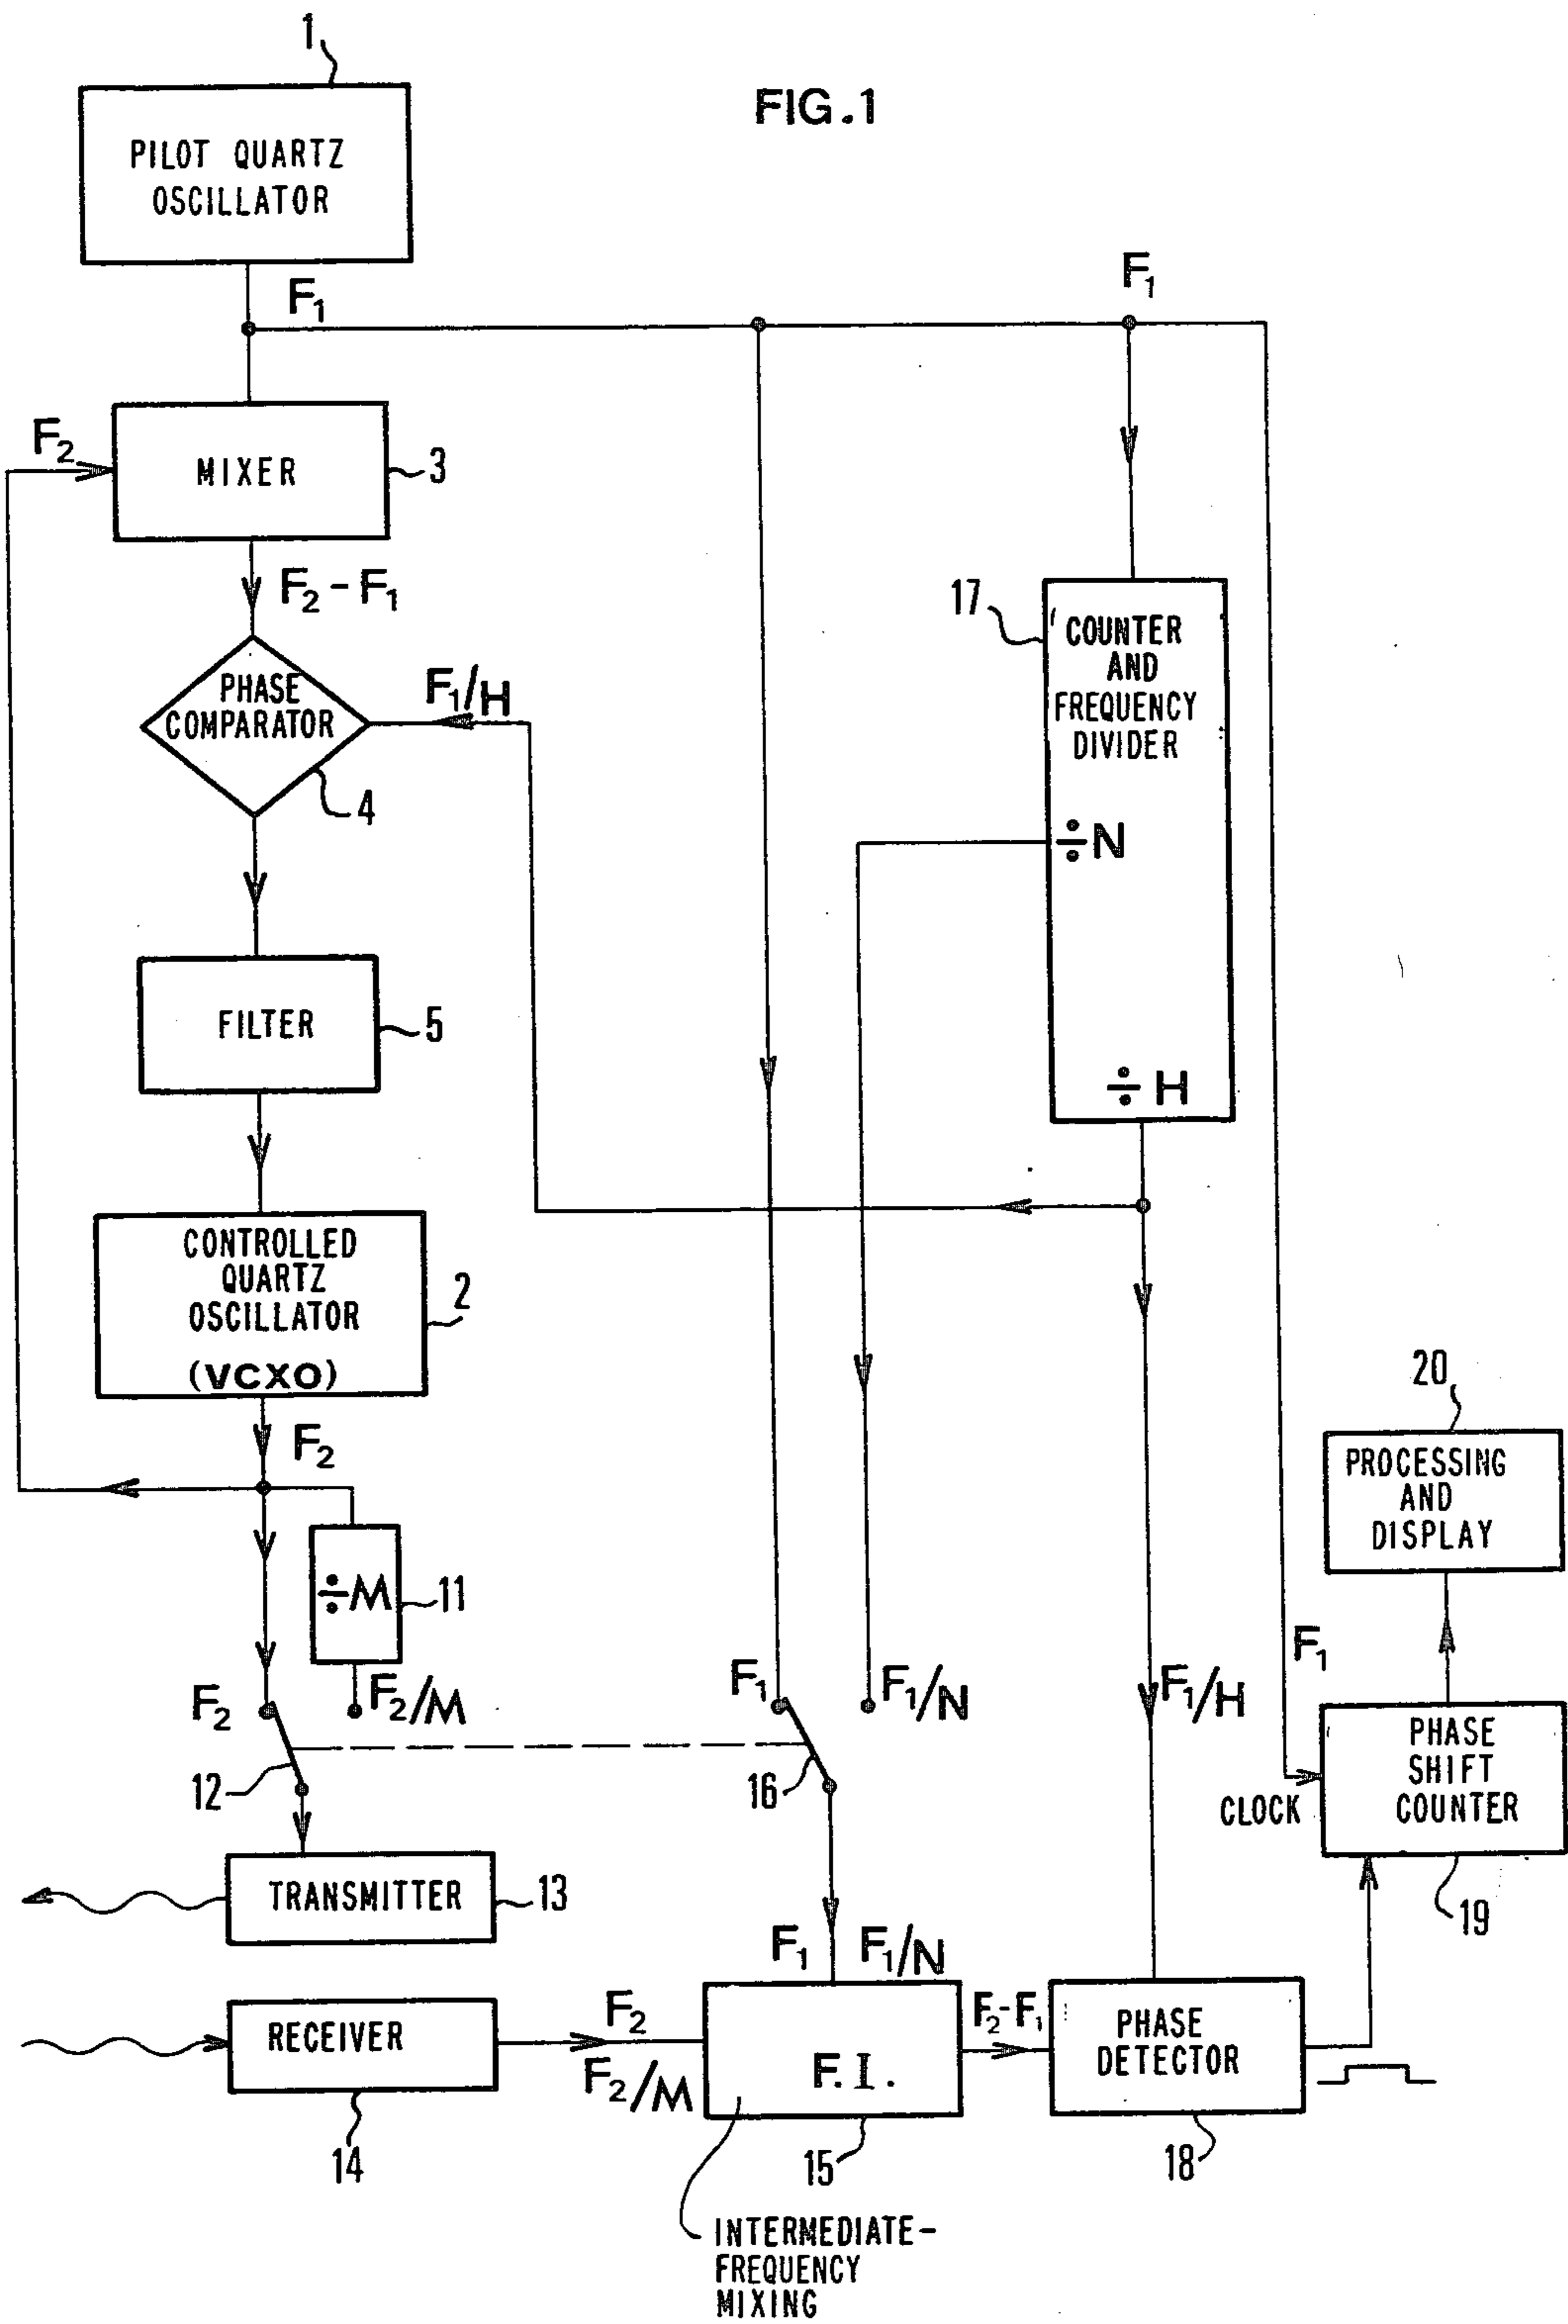 1
FIG.1
PILOT QUARTZ
OSCILLATOR
F1
F1
F2
MIXER
3
F2-F1
17
COUNTER
AND
FREQUENCY
DIVIDER
PHASE
COMPARATOR
F1/H
4
÷N
FILTER
5
÷H
CONTROLLED
QUARTZ
OSCILLATOR
(VCXO)
2
F2
20
PROCESSING
AND
DISPLAY
÷M
11
F2
F2/M
F1
F1/N
F1/H
F1
12
16
CLOCK
PHASE
SHIFT
COUNTER
19
TRANSMITTER
13
F1
F1/N
RECEIVER
14
F2
F2/M
F.I.
15
F2-F1
PHASE
DETECTOR
18
INTERMEDIATE-
FREQUENCY
MIXING